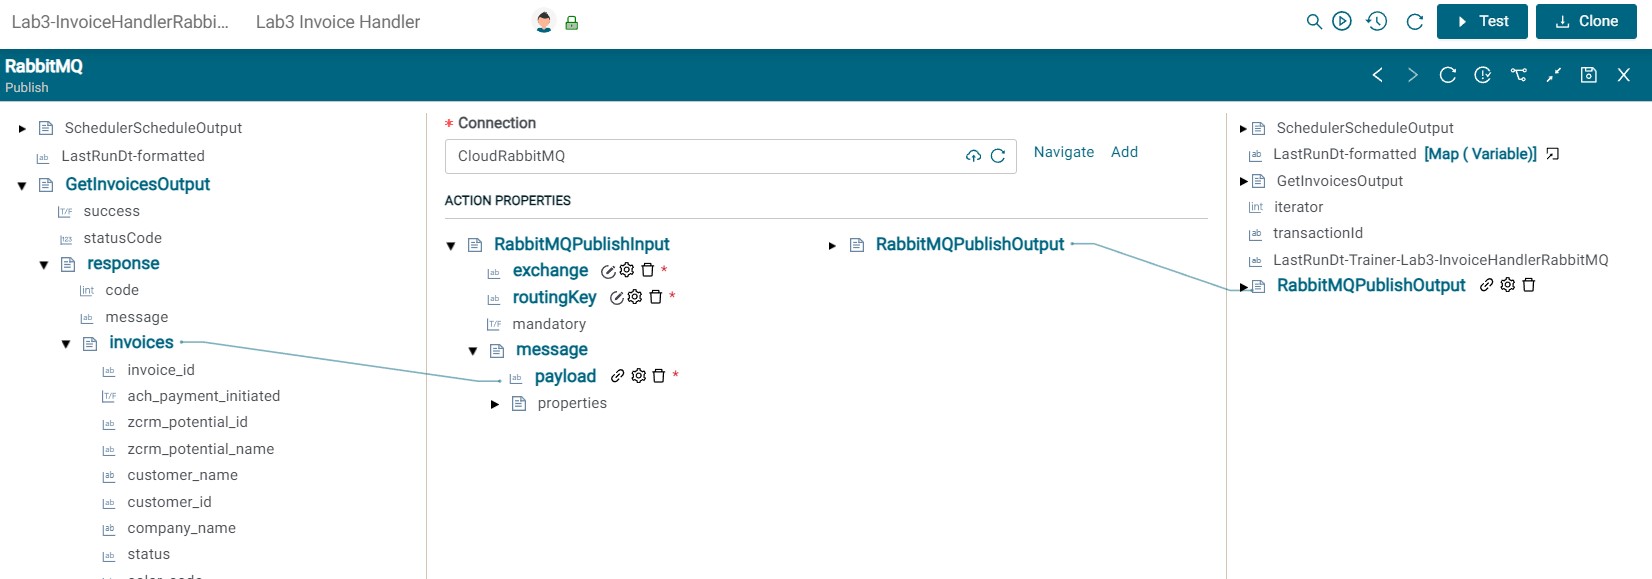 Lab3-InvoiceHandlerRabbi... Lab3 Invoice Handler Test Clone
RabbitMQ
Publish
SchedulerScheduleOutput
LastRunDt-formatted
GetInvoicesOutput
success
statusCode
response
code
message
invoices
invoice_id
ach_payment_initiated
zcrm_potential_id
zcrm_potential_name
customer_name
customer_id
company_name
status
* Connection
CloudRabbitMQ Navigate Add
ACTION PROPERTIES
RabbitMQPublishInput
exchange *
routingKey *
mandatory
message
payload *
properties
RabbitMQPublishOutput
SchedulerScheduleOutput
LastRunDt-formatted [Map ( Variable)]
GetInvoicesOutput
iterator
transactionId
LastRunDt-Trainer-Lab3-InvoiceHandlerRabbitMQ
RabbitMQPublishOutput